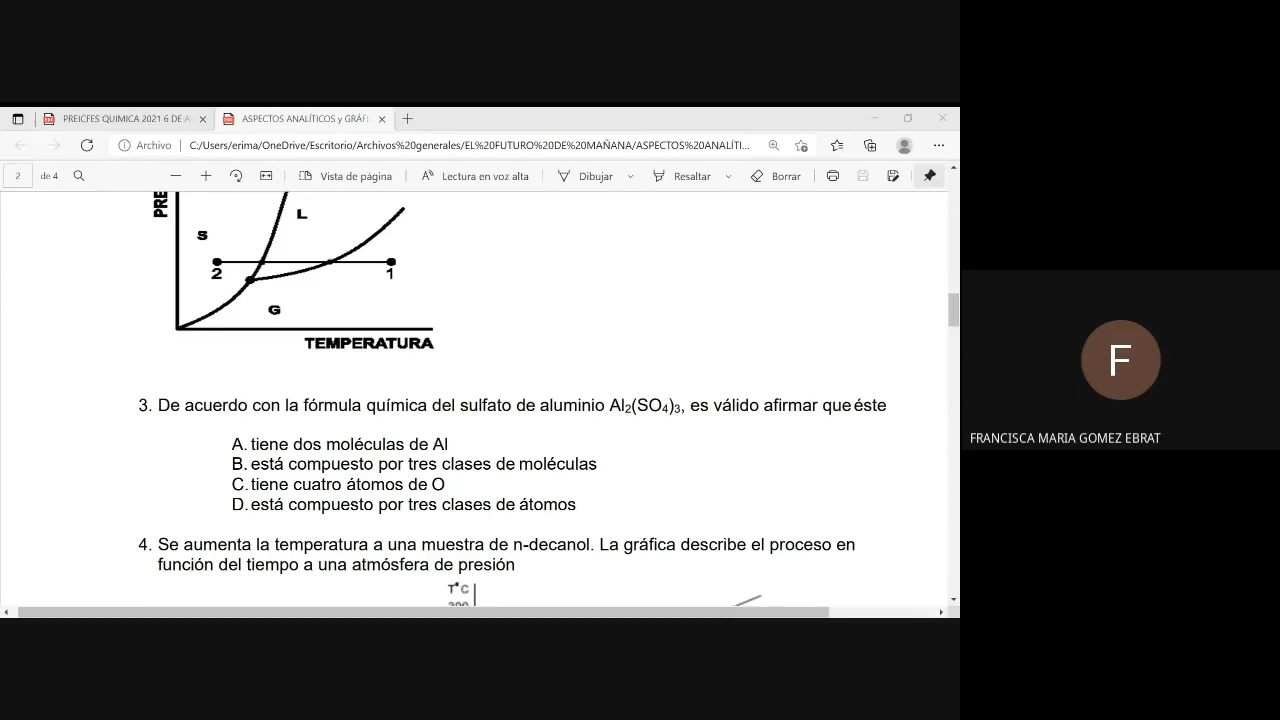 PREICFES QUIMICA 2021 6 DE A
ASPECTOS ANALÍTICOS y GRÁFI
Archivo
C:/Users/erima/OneDrive/Escritorio/Archivos%20generales/EL%20FUTURO%20DE%20MAÑANA/ASPECTOS%20ANALÍTI...
2 de 4
Vista de página
Lectura en voz alta
Dibujar
Resaltar
Borrar
PRE
L
S
2
1
G
TEMPERATURA
3. De acuerdo con la fórmula química del sulfato de aluminio Al₂(SO₄)₃, es válido afirmar que éste
A. tiene dos moléculas de Al
B. está compuesto por tres clases de moléculas
C. tiene cuatro átomos de O
D. está compuesto por tres clases de átomos
4. Se aumenta la temperatura a una muestra de n-decanol. La gráfica describe el proceso en
función del tiempo a una atmósfera de presión
T°C
F
FRANCISCA MARIA GOMEZ EBRAT